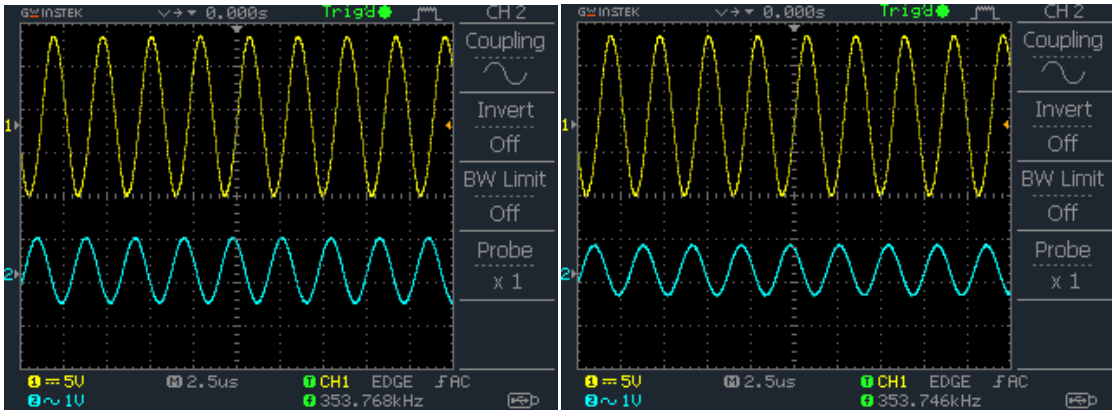 GW INSTEK 0.000s Trig'd CH 2
Coupling
Invert
Off
BW Limit
Off
Probe
x 1
1
2
1 5V M 2.5us T CH1 EDGE AC
2 1V f 353.768kHz
GW INSTEK 0.000s Trig'd CH 2
Coupling
Invert
Off
BW Limit
Off
Probe
x 1
1
2
1 5V M 2.5us T CH1 EDGE AC
2 1V f 353.746kHz